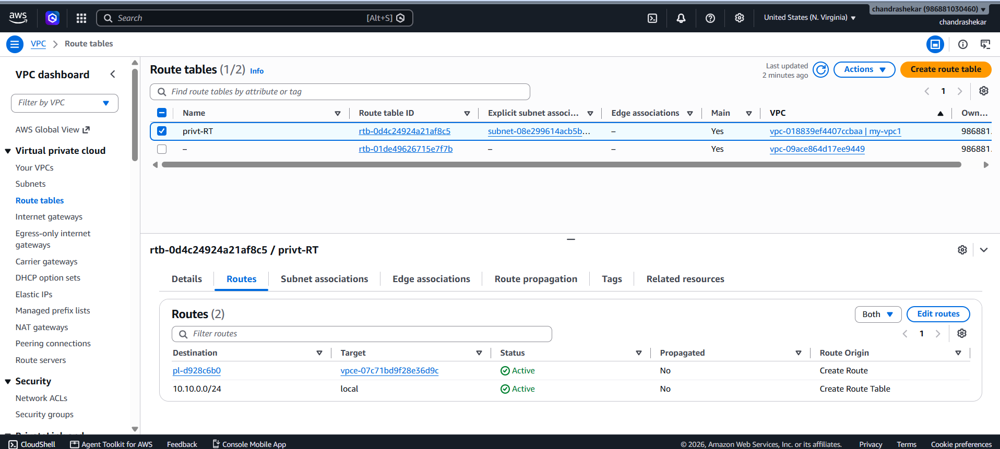 aws
Search [Alt+S]
United States (N. Virginia)
chandrashekar (986881030460)
chandrashekar
VPC > Route tables
VPC dashboard
Filter by VPC
AWS Global View
Virtual private cloud
Your VPCs
Subnets
Route tables
Internet gateways
Egress-only internet
gateways
Carrier gateways
DHCP option sets
Elastic IPs
Managed prefix lists
NAT gateways
Peering connections
Route servers
Security
Network ACLs
Security groups
Route tables (1/2) Info
Last updated
2 minutes ago
Actions
Create route table
Find route tables by attribute or tag
1
Name Route table ID Explicit subnet associ... Edge associations Main VPC Own...
privt-RT rtb-0d4c24924a21af8c5 subnet-08e299614acb5b... – Yes vpc-018839ef4407ccbaa | my-vpc1 986881
– rtb-01de49626715e7f7b – – Yes vpc-09ace864d17ee9449 986881
rtb-0d4c24924a21af8c5 / privt-RT
Details Routes Subnet associations Edge associations Route propagation Tags Related resources
Routes (2)
Both
Edit routes
Filter routes
1
Destination Target Status Propagated Route Origin
pl-d928c6b0 vpce-07c71bd9f28e36d9c Active No Create Route
10.10.0.0/24 local Active No Create Route Table
CloudShell Agent Toolkit for AWS Feedback Console Mobile App
© 2026, Amazon Web Services, Inc. or its affiliates. Privacy Terms Cookie preferences